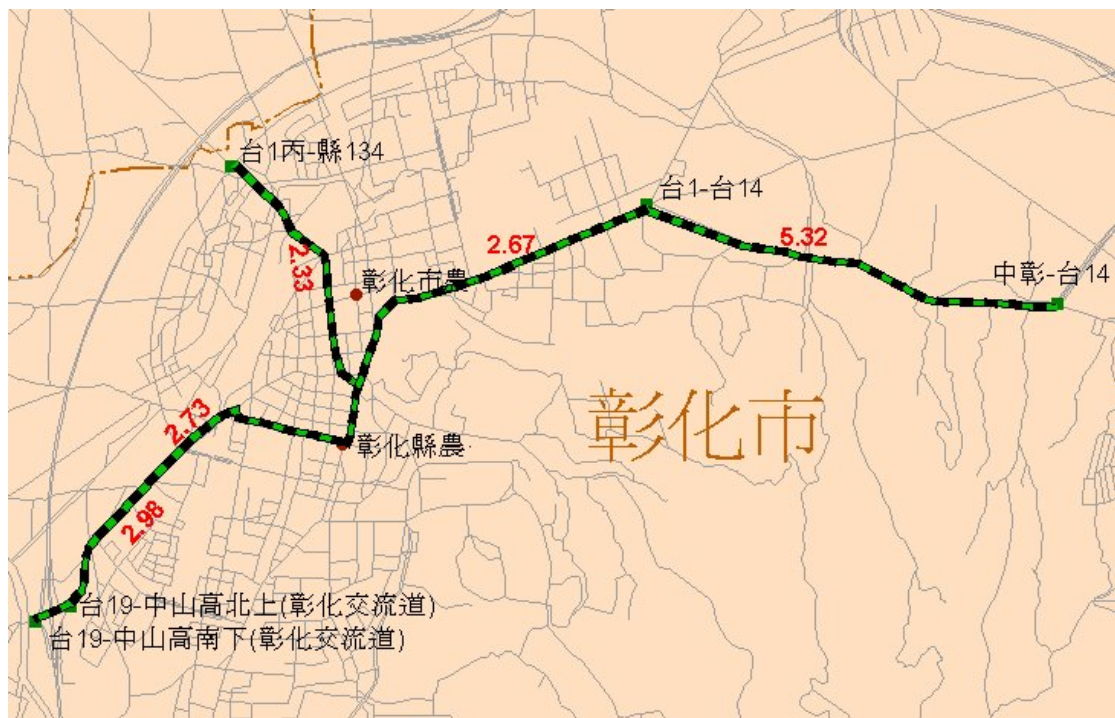 台1丙-縣134
台1-台14
2.67
5.32
2.33
彰化市農
中彰-台14
彰化市
2.73
彰化縣農
2.98
台19-中山高北上(彰化交流道)
台19-中山高南下(彰化交流道)